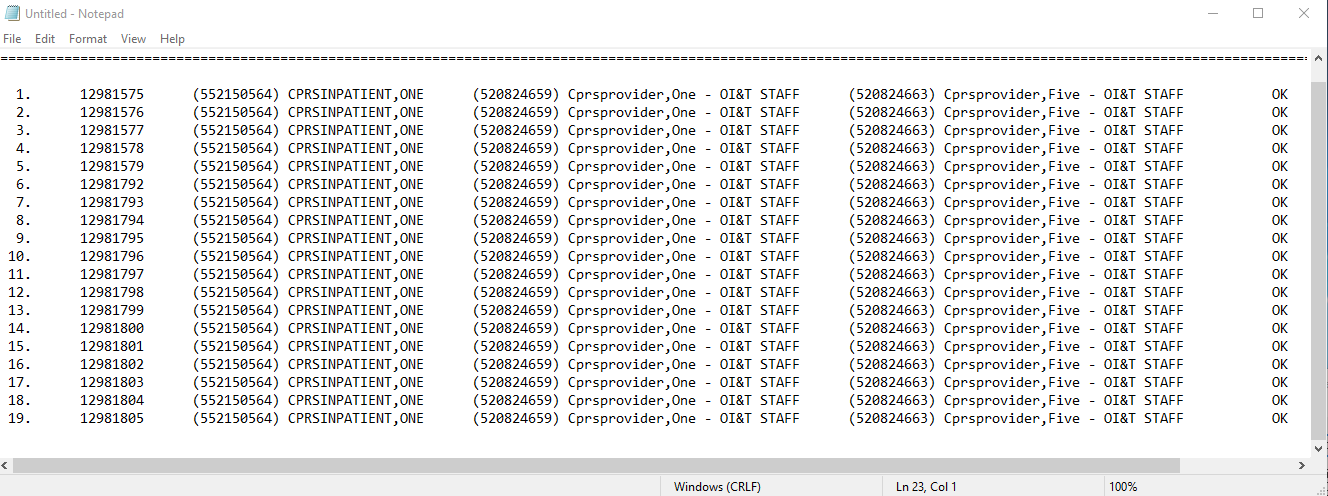 Untitled - Notepad
File Edit Format View Help
================================================================================================================================================================
1. 12981575 (552150564) CPRSINPATIENT,ONE (520824659) Cprsprovider,One - OI&T STAFF (520824663) Cprsprovider,Five - OI&T STAFF OK
2. 12981576 (552150564) CPRSINPATIENT,ONE (520824659) Cprsprovider,One - OI&T STAFF (520824663) Cprsprovider,Five - OI&T STAFF OK
3. 12981577 (552150564) CPRSINPATIENT,ONE (520824659) Cprsprovider,One - OI&T STAFF (520824663) Cprsprovider,Five - OI&T STAFF OK
4. 12981578 (552150564) CPRSINPATIENT,ONE (520824659) Cprsprovider,One - OI&T STAFF (520824663) Cprsprovider,Five - OI&T STAFF OK
5. 12981579 (552150564) CPRSINPATIENT,ONE (520824659) Cprsprovider,One - OI&T STAFF (520824663) Cprsprovider,Five - OI&T STAFF OK
6. 12981792 (552150564) CPRSINPATIENT,ONE (520824659) Cprsprovider,One - OI&T STAFF (520824663) Cprsprovider,Five - OI&T STAFF OK
7. 12981793 (552150564) CPRSINPATIENT,ONE (520824659) Cprsprovider,One - OI&T STAFF (520824663) Cprsprovider,Five - OI&T STAFF OK
8. 12981794 (552150564) CPRSINPATIENT,ONE (520824659) Cprsprovider,One - OI&T STAFF (520824663) Cprsprovider,Five - OI&T STAFF OK
9. 12981795 (552150564) CPRSINPATIENT,ONE (520824659) Cprsprovider,One - OI&T STAFF (520824663) Cprsprovider,Five - OI&T STAFF OK
10. 12981796 (552150564) CPRSINPATIENT,ONE (520824659) Cprsprovider,One - OI&T STAFF (520824663) Cprsprovider,Five - OI&T STAFF OK
11. 12981797 (552150564) CPRSINPATIENT,ONE (520824659) Cprsprovider,One - OI&T STAFF (520824663) Cprsprovider,Five - OI&T STAFF OK
12. 12981798 (552150564) CPRSINPATIENT,ONE (520824659) Cprsprovider,One - OI&T STAFF (520824663) Cprsprovider,Five - OI&T STAFF OK
13. 12981799 (552150564) CPRSINPATIENT,ONE (520824659) Cprsprovider,One - OI&T STAFF (520824663) Cprsprovider,Five - OI&T STAFF OK
14. 12981800 (552150564) CPRSINPATIENT,ONE (520824659) Cprsprovider,One - OI&T STAFF (520824663) Cprsprovider,Five - OI&T STAFF OK
15. 12981801 (552150564) CPRSINPATIENT,ONE (520824659) Cprsprovider,One - OI&T STAFF (520824663) Cprsprovider,Five - OI&T STAFF OK
16. 12981802 (552150564) CPRSINPATIENT,ONE (520824659) Cprsprovider,One - OI&T STAFF (520824663) Cprsprovider,Five - OI&T STAFF OK
17. 12981803 (552150564) CPRSINPATIENT,ONE (520824659) Cprsprovider,One - OI&T STAFF (520824663) Cprsprovider,Five - OI&T STAFF OK
18. 12981804 (552150564) CPRSINPATIENT,ONE (520824659) Cprsprovider,One - OI&T STAFF (520824663) Cprsprovider,Five - OI&T STAFF OK
19. 12981805 (552150564) CPRSINPATIENT,ONE (520824659) Cprsprovider,One - OI&T STAFF (520824663) Cprsprovider,Five - OI&T STAFF OK
Windows (CRLF) Ln 23, Col 1 100%